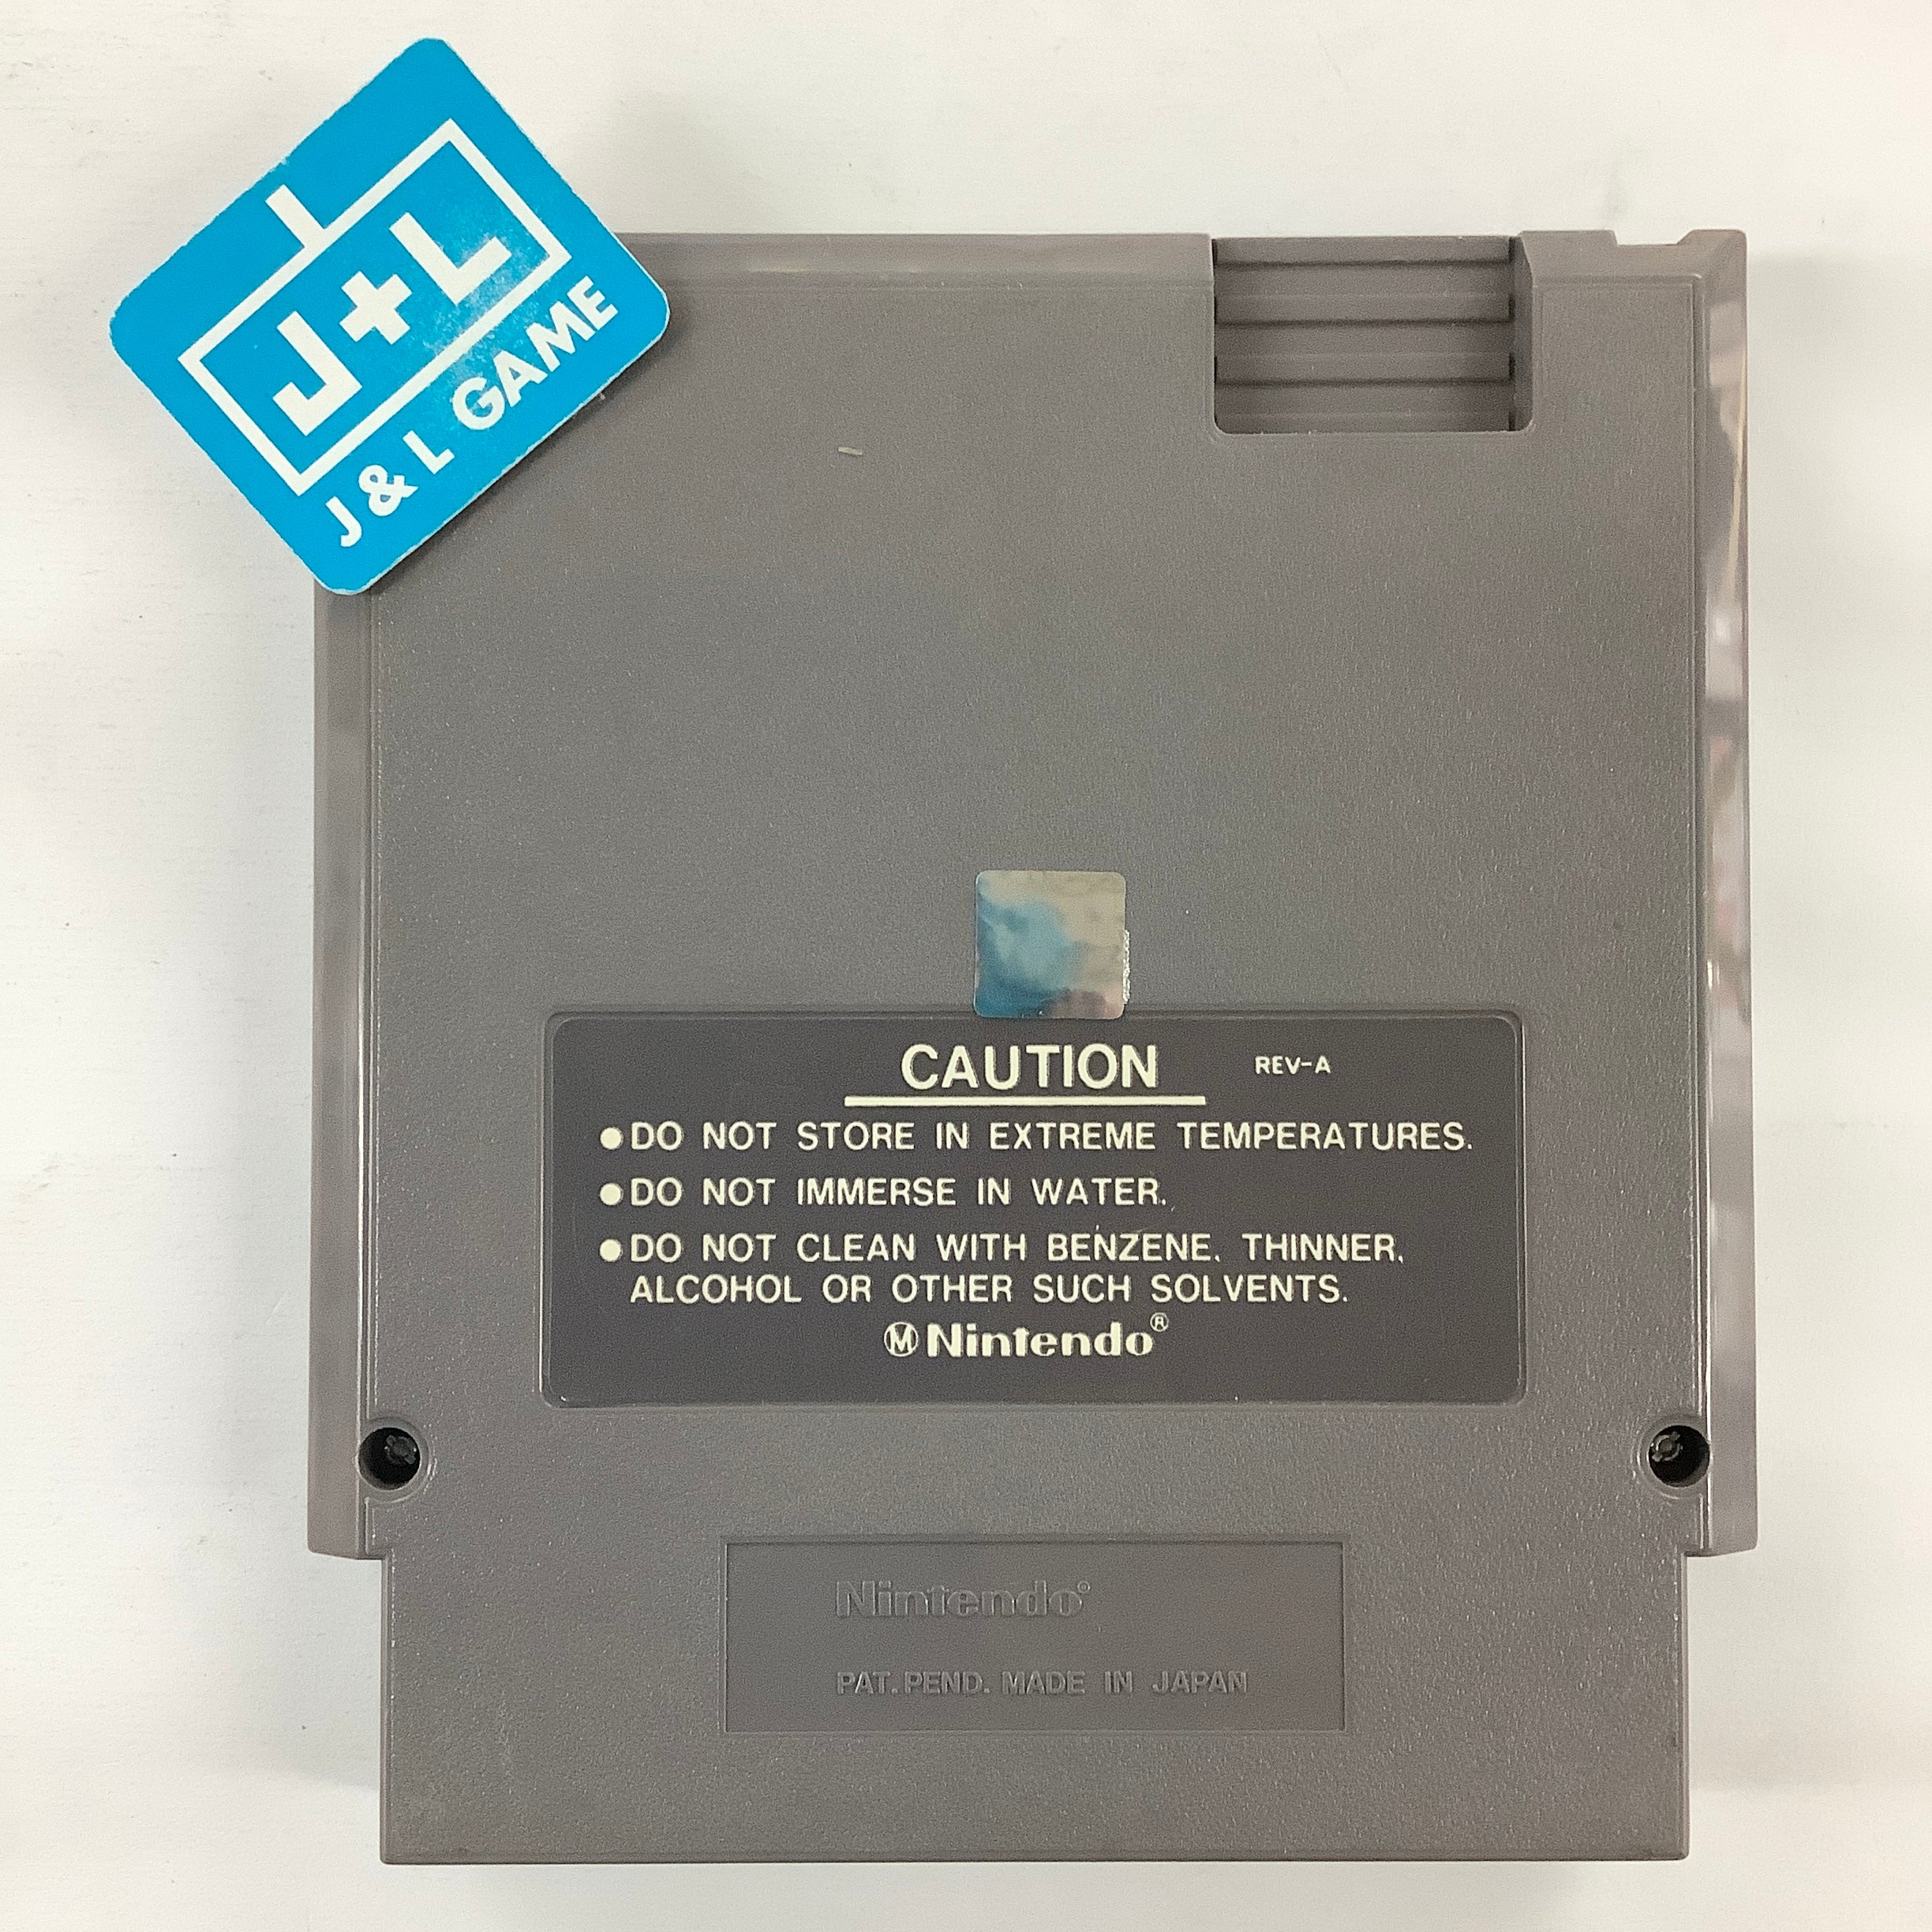 J+L
J & L GAME
CAUTION REV-A
●DO NOT STORE IN EXTREME TEMPERATURES.
●DO NOT IMMERSE IN WATER.
●DO NOT CLEAN WITH BENZENE, THINNER,
ALCOHOL OR OTHER SUCH SOLVENTS.
Ⓜ Nintendo®
Nintendo®
PAT. PEND. MADE IN JAPAN